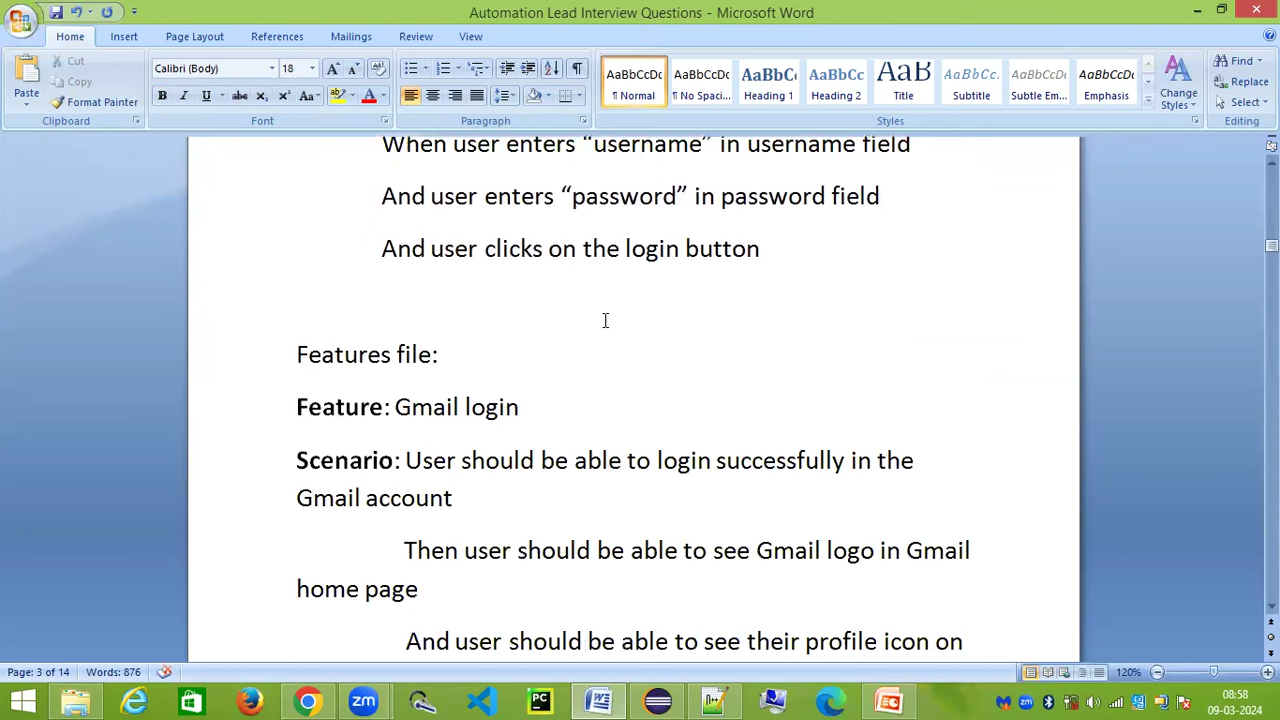 Automation Lead Interview Questions - Microsoft Word
Home Insert Page Layout References Mailings Review View
Paste
Cut
Copy
Format Painter
Clipboard
Calibri (Body) 18
Font
Paragraph
AaBbCcDc AaBbCcDc AaBbCc AaBbCc AaB AaBbCc. AaBbCcDc AaBbCcDc
¶ Normal ¶ No Spaci... Heading 1 Heading 2 Title Subtitle Subtle Em... Emphasis
Change
Styles
Styles
Find
Replace
Select
Editing
When user enters “username” in username field
And user enters “password” in password field
And user clicks on the login button
Features file:
Feature: Gmail login
Scenario: User should be able to login successfully in the
Gmail account
Then user should be able to see Gmail logo in Gmail
home page
And user should be able to see their profile icon on
Page: 3 of 14 Words: 876 120%
08:58
09-03-2024